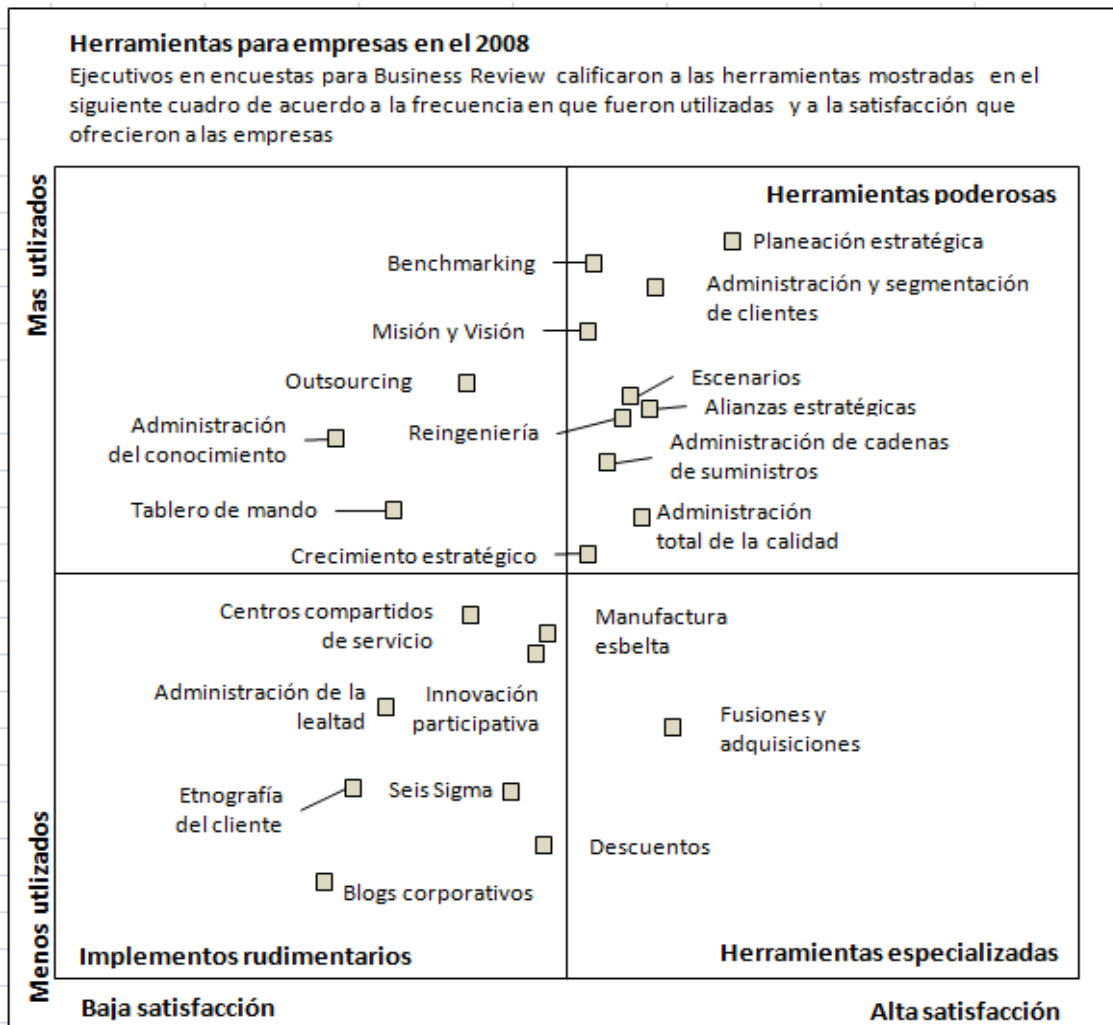 Herramientas para empresas en el 2008
Ejecutivos en encuestas para Business Review calificaron a las herramientas mostradas en el
siguiente cuadro de acuerdo a la frecuencia en que fueron utilizadas y a la satisfacción que
ofrecieron a las empresas
Mas utlizados
Herramientas poderosas
Planeación estratégica
Benchmarking
Administración y segmentación
de clientes
Misión y Visión
Outsourcing
Escenarios
Alianzas estratégicas
Administración
del conocimiento
Reingeniería
Administración de cadenas
de suministros
Tablero de mando
Administración
total de la calidad
Crecimiento estratégico
Centros compartidos
de servicio
Manufactura
esbelta
Administración de la
lealtad
Innovación
participativa
Fusiones y
adquisiciones
Etnografía
del cliente
Seis Sigma
Descuentos
Blogs corporativos
Menos utlizados
Implementos rudimentarios
Herramientas especializadas
Baja satisfacción
Alta satisfacción